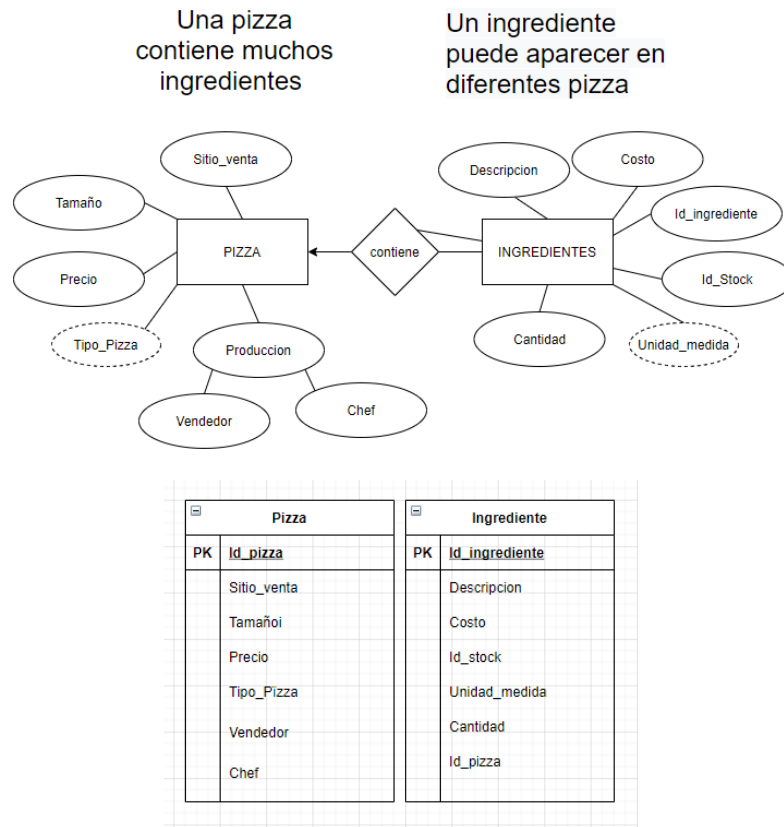 Una pizza
contiene muchos
ingredientes
Un ingrediente
puede aparecer en
diferentes pizza
Sitio_venta
Tamaño
Precio
Tipo_Pizza
PIZZA
Produccion
Vendedor
Chef
contiene
Descripcion
Costo
Id_ingrediente
INGREDIENTES
Id_Stock
Cantidad
Unidad_medida
Pizza
PK Id_pizza
Sitio_venta
Tamañoi
Precio
Tipo_Pizza
Vendedor
Chef
Ingrediente
PK Id_ingrediente
Descripcion
Costo
Id_stock
Unidad_medida
Cantidad
Id_pizza